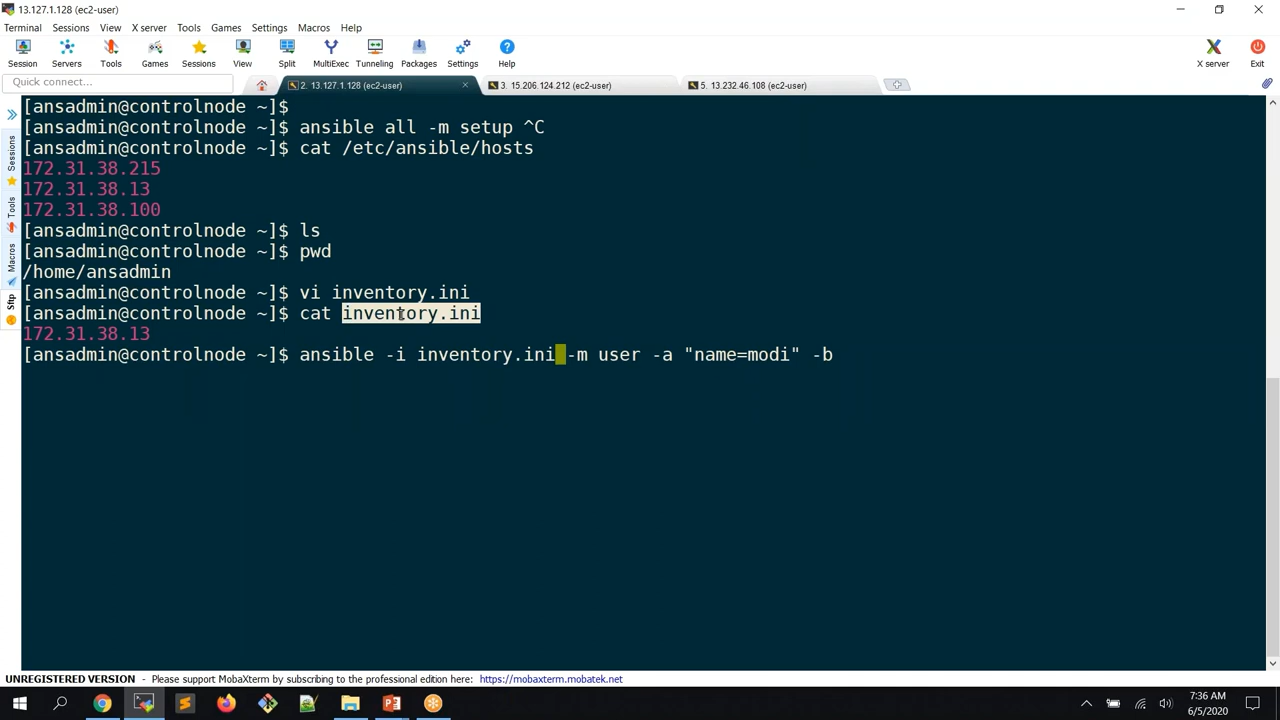 13.127.1.128 (ec2-user)
Terminal Sessions View X server Tools Games Settings Macros Help
Session Servers Tools Games Sessions View Split MultiExec Tunneling Packages Settings Help X server Exit
Quick connect...
2. 13.127.1.128 (ec2-user)
3. 15.206.124.212 (ec2-user)
5. 13.232.46.108 (ec2-user)
Sessions
Tools
Macros
Sftp
[ansadmin@controlnode ~]$
[ansadmin@controlnode ~]$ ansible all -m setup ^C
[ansadmin@controlnode ~]$ cat /etc/ansible/hosts
172.31.38.215
172.31.38.13
172.31.38.100
[ansadmin@controlnode ~]$ ls
[ansadmin@controlnode ~]$ pwd
/home/ansadmin
[ansadmin@controlnode ~]$ vi inventory.ini
[ansadmin@controlnode ~]$ cat inventory.ini
172.31.38.13
[ansadmin@controlnode ~]$ ansible -i inventory.ini -m user -a "name=modi" -b
UNREGISTERED VERSION - Please support MobaXterm by subscribing to the professional edition here: https://mobaxterm.mobatek.net
7:36 AM
6/5/2020